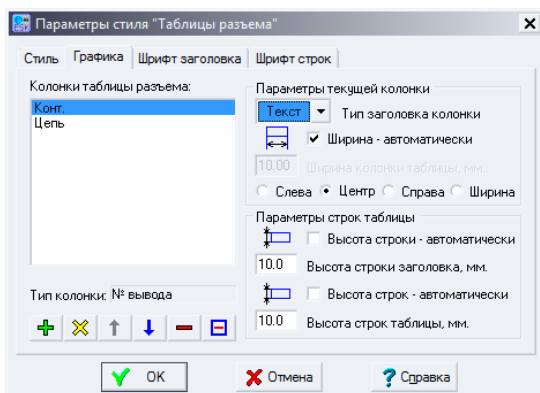 Параметры стиля "Таблицы разъема"
Стиль Графика Шрифт заголовка Шрифт строк
Колонки таблицы разъема:
Конт.
Цепь
Тип колонки: № вывода
Параметры текущей колонки
Текст Тип заголовка колонки
Ширина - автоматически
10.00 Ширина колонки таблицы, мм.
Слева Центр Справа Ширина
Параметры строк таблицы
Высота строки - автоматически
10.0 Высота строки заголовка, мм.
Высота строк - автоматически
10.0 Высота строк таблицы, мм.
OK Отмена Справка